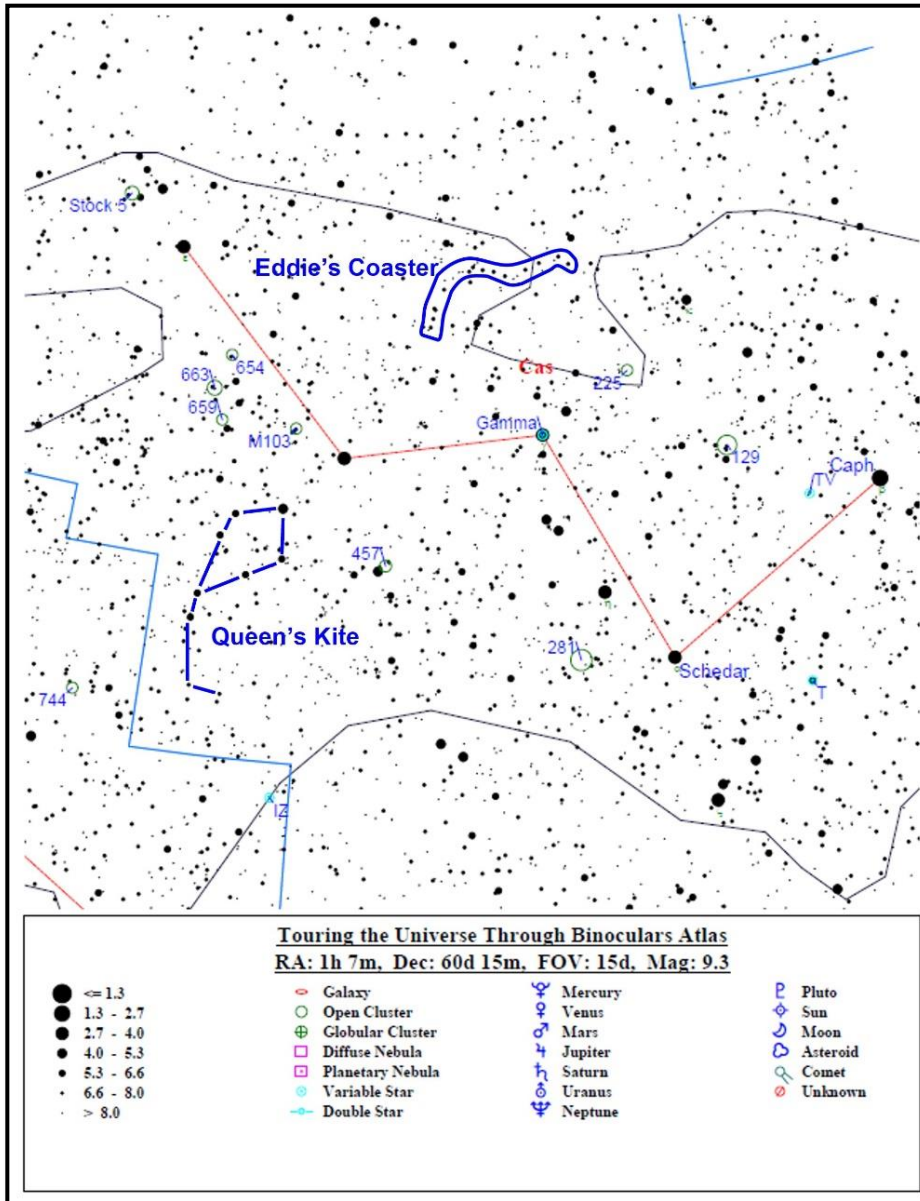 Stock 5
Eddie's Coaster
654
663
659
M103
Cas
225
Gamma
129
Caph
TV
457
Queen's Kite
281
Schedar
T
744
IZ
Touring the Universe Through Binoculars Atlas
RA: 1h 7m, Dec: 60d 15m, FOV: 15d, Mag: 9.3
<= 1.3
1.3 - 2.7
2.7 - 4.0
4.0 - 5.3
5.3 - 6.6
6.6 - 8.0
> 8.0
Galaxy
Open Cluster
Globular Cluster
Diffuse Nebula
Planetary Nebula
Variable Star
Double Star
Mercury
Venus
Mars
Jupiter
Saturn
Uranus
Neptune
Pluto
Sun
Moon
Asteroid
Comet
Unknown